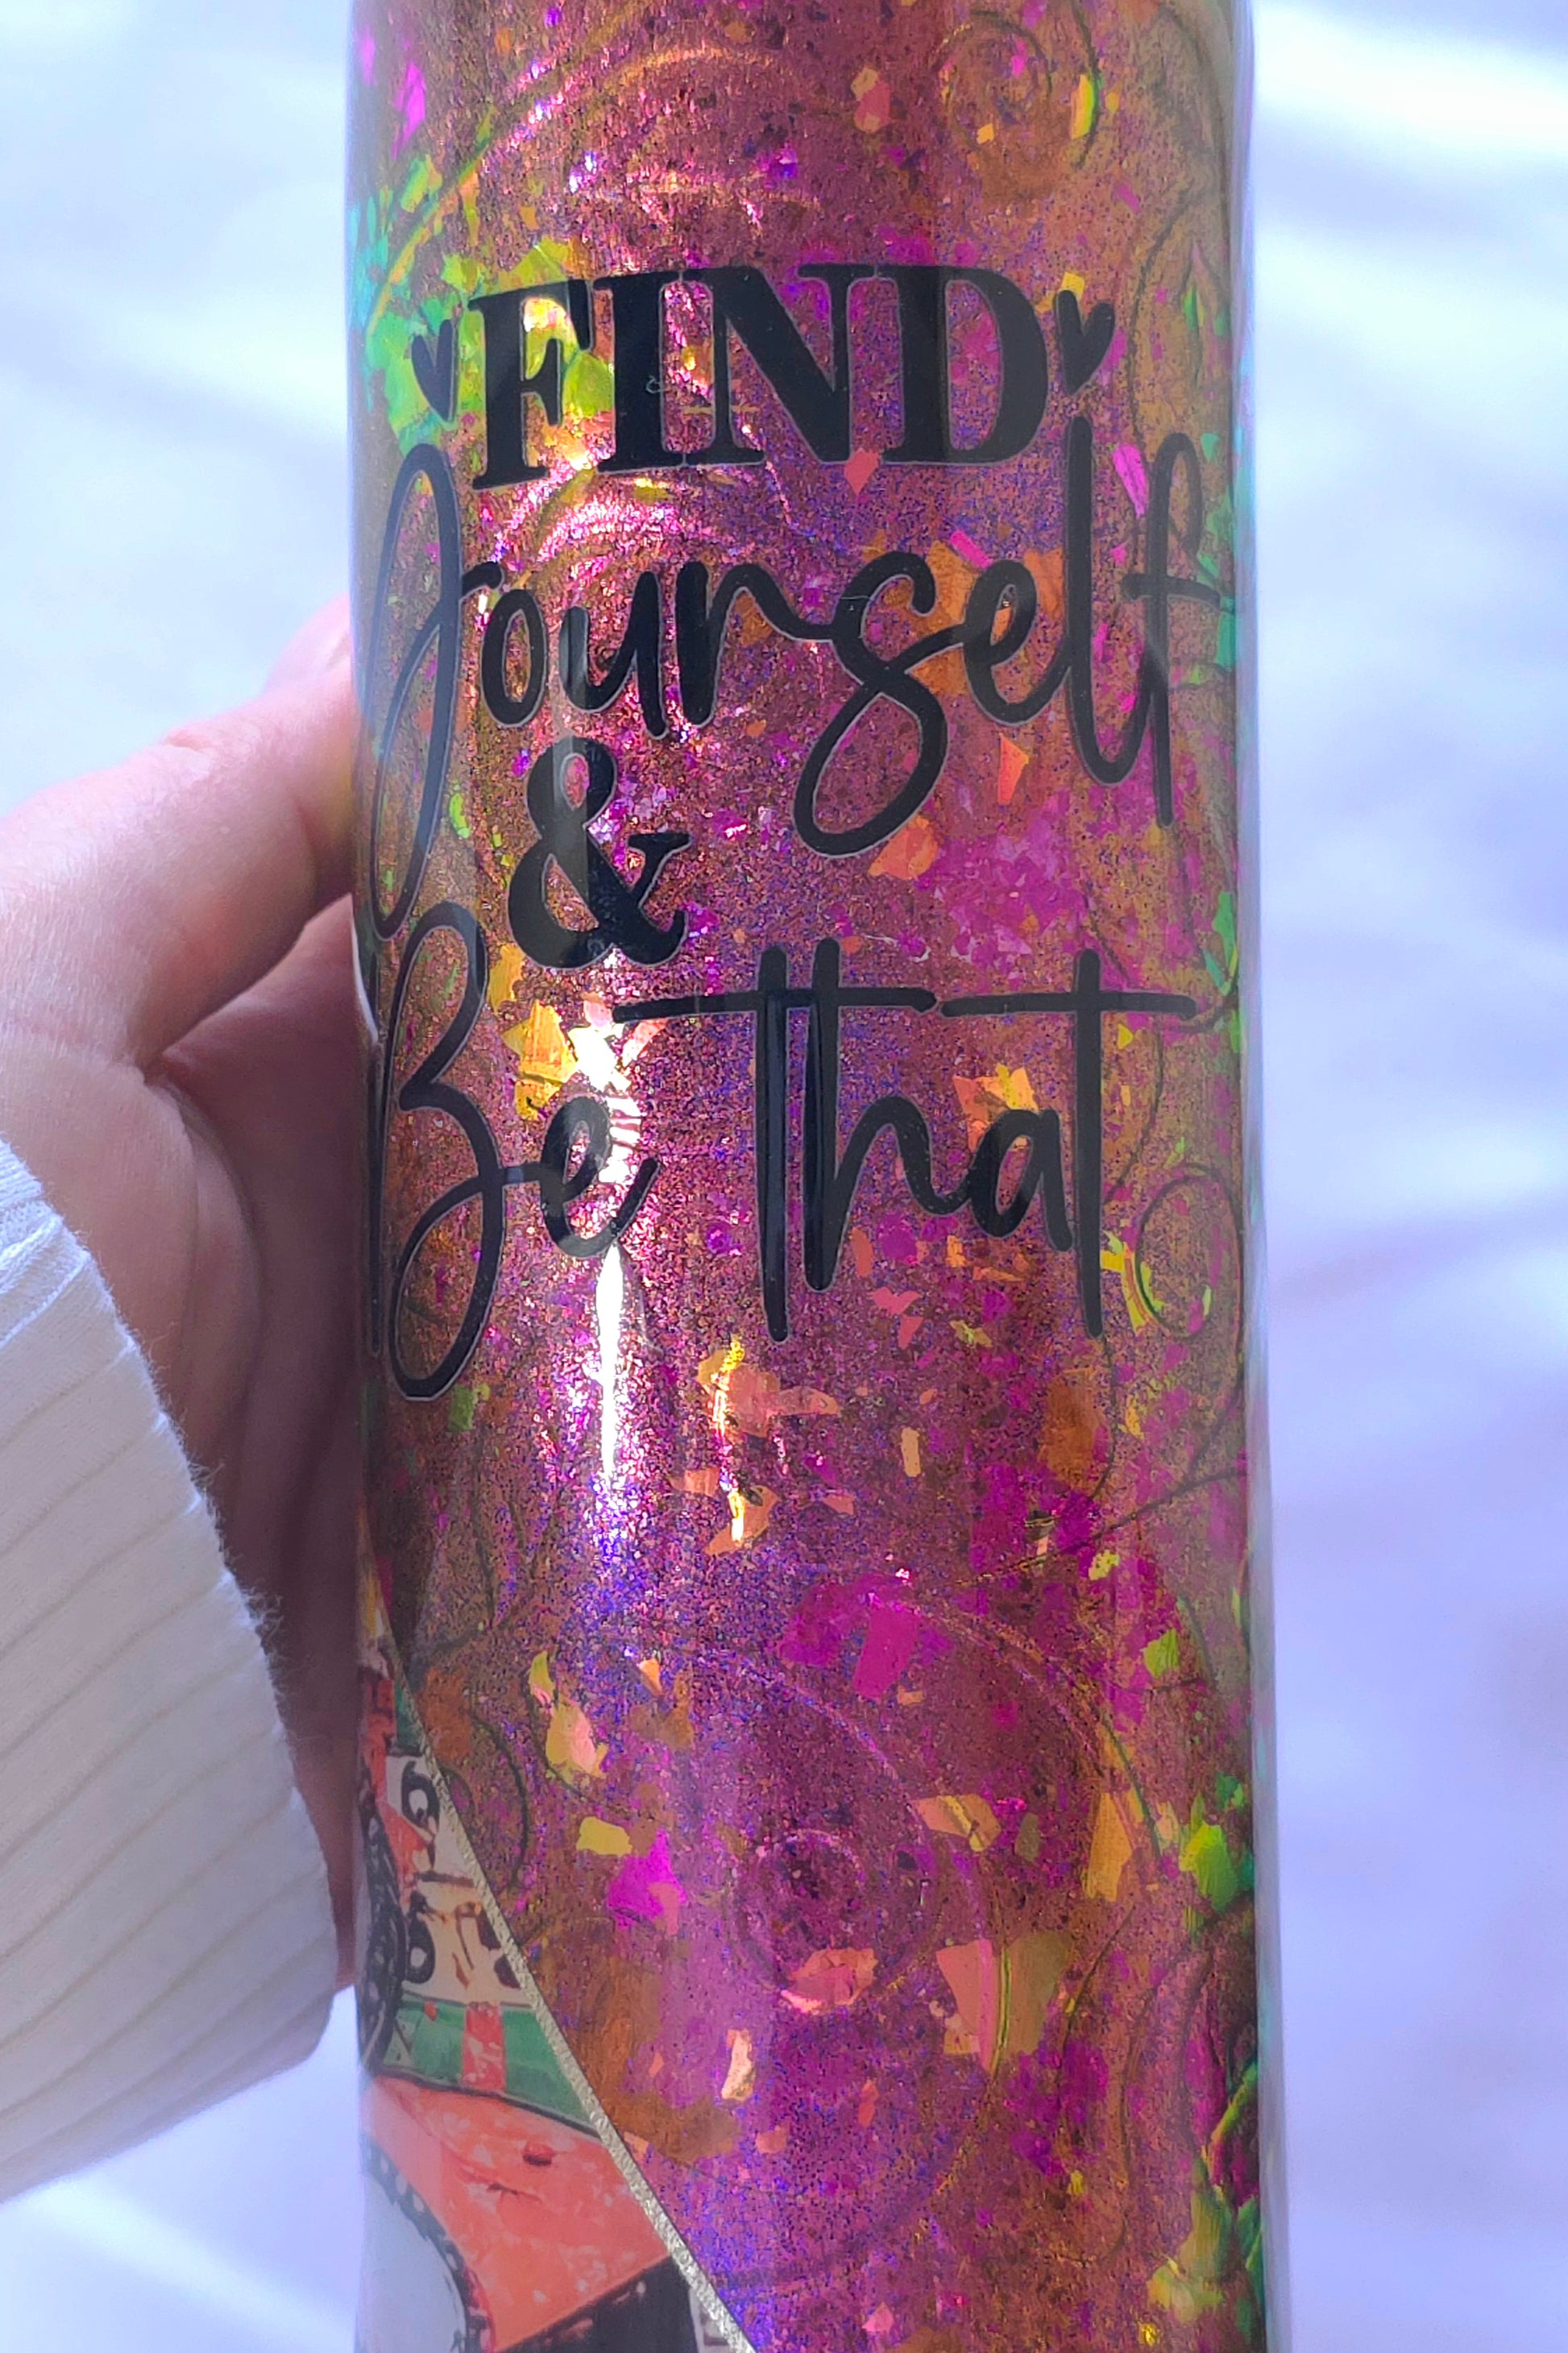 FIND
Yourself
&
Be that